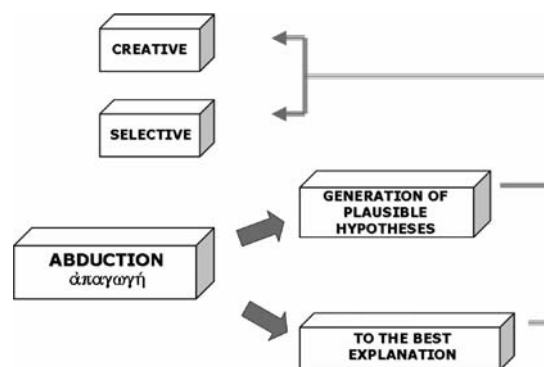 CREATIVE
SELECTIVE
GENERATION OF
PLAUSIBLE
HYPOTHESES
ABDUCTION
ἀπαγωγή
TO THE BEST
EXPLANATION